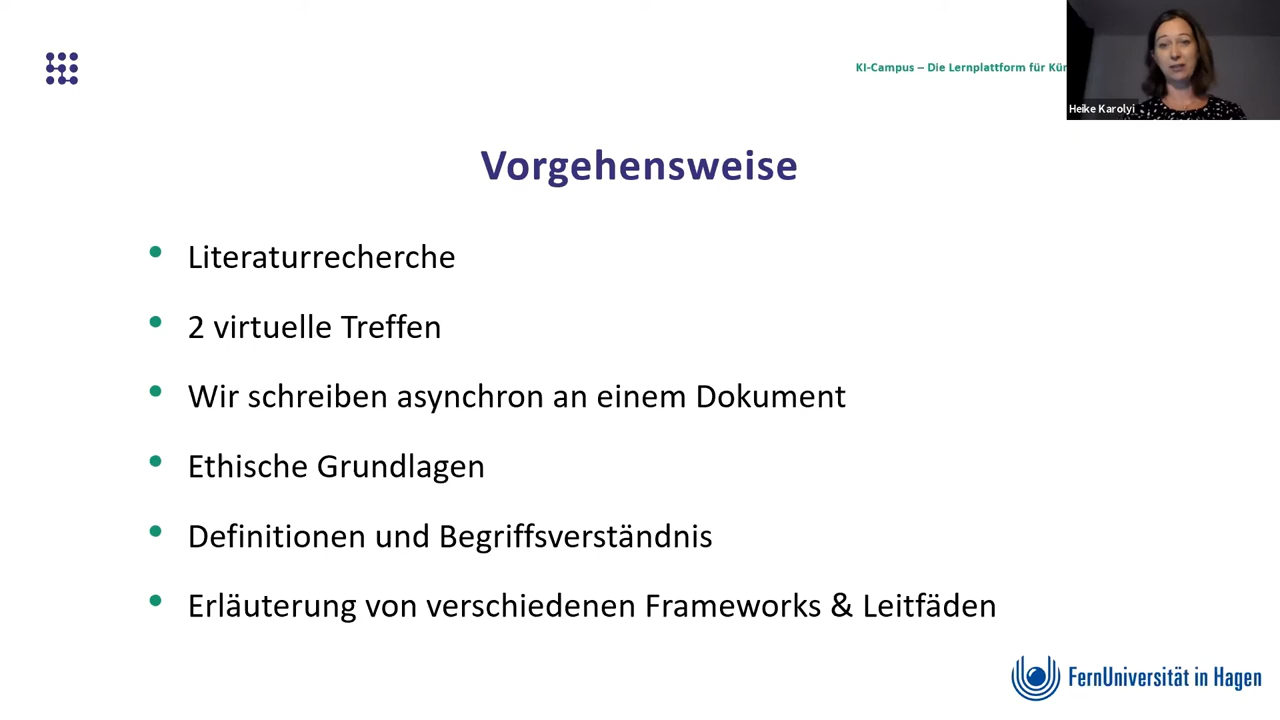 KI-Campus – Die Lernplattform für
Heike Karolyi
Vorgehensweise
• Literaturrecherche
• 2 virtuelle Treffen
• Wir schreiben asynchron an einem Dokument
• Ethische Grundlagen
• Definitionen und Begriffsverständnis
• Erläuterung von verschiedenen Frameworks & Leitfäden
FernUniversität in Hagen